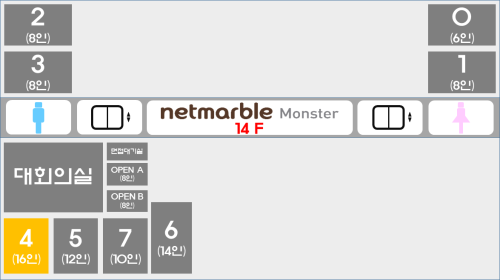 2
(8인)
0
(6인)
3
(8인)
1
(8인)
netmarble Monster
14 F
대회의실
면접대기실
OPEN A
(8인)
OPEN B
(8인)
4
(16인)
5
(12인)
7
(10인)
6
(14인)